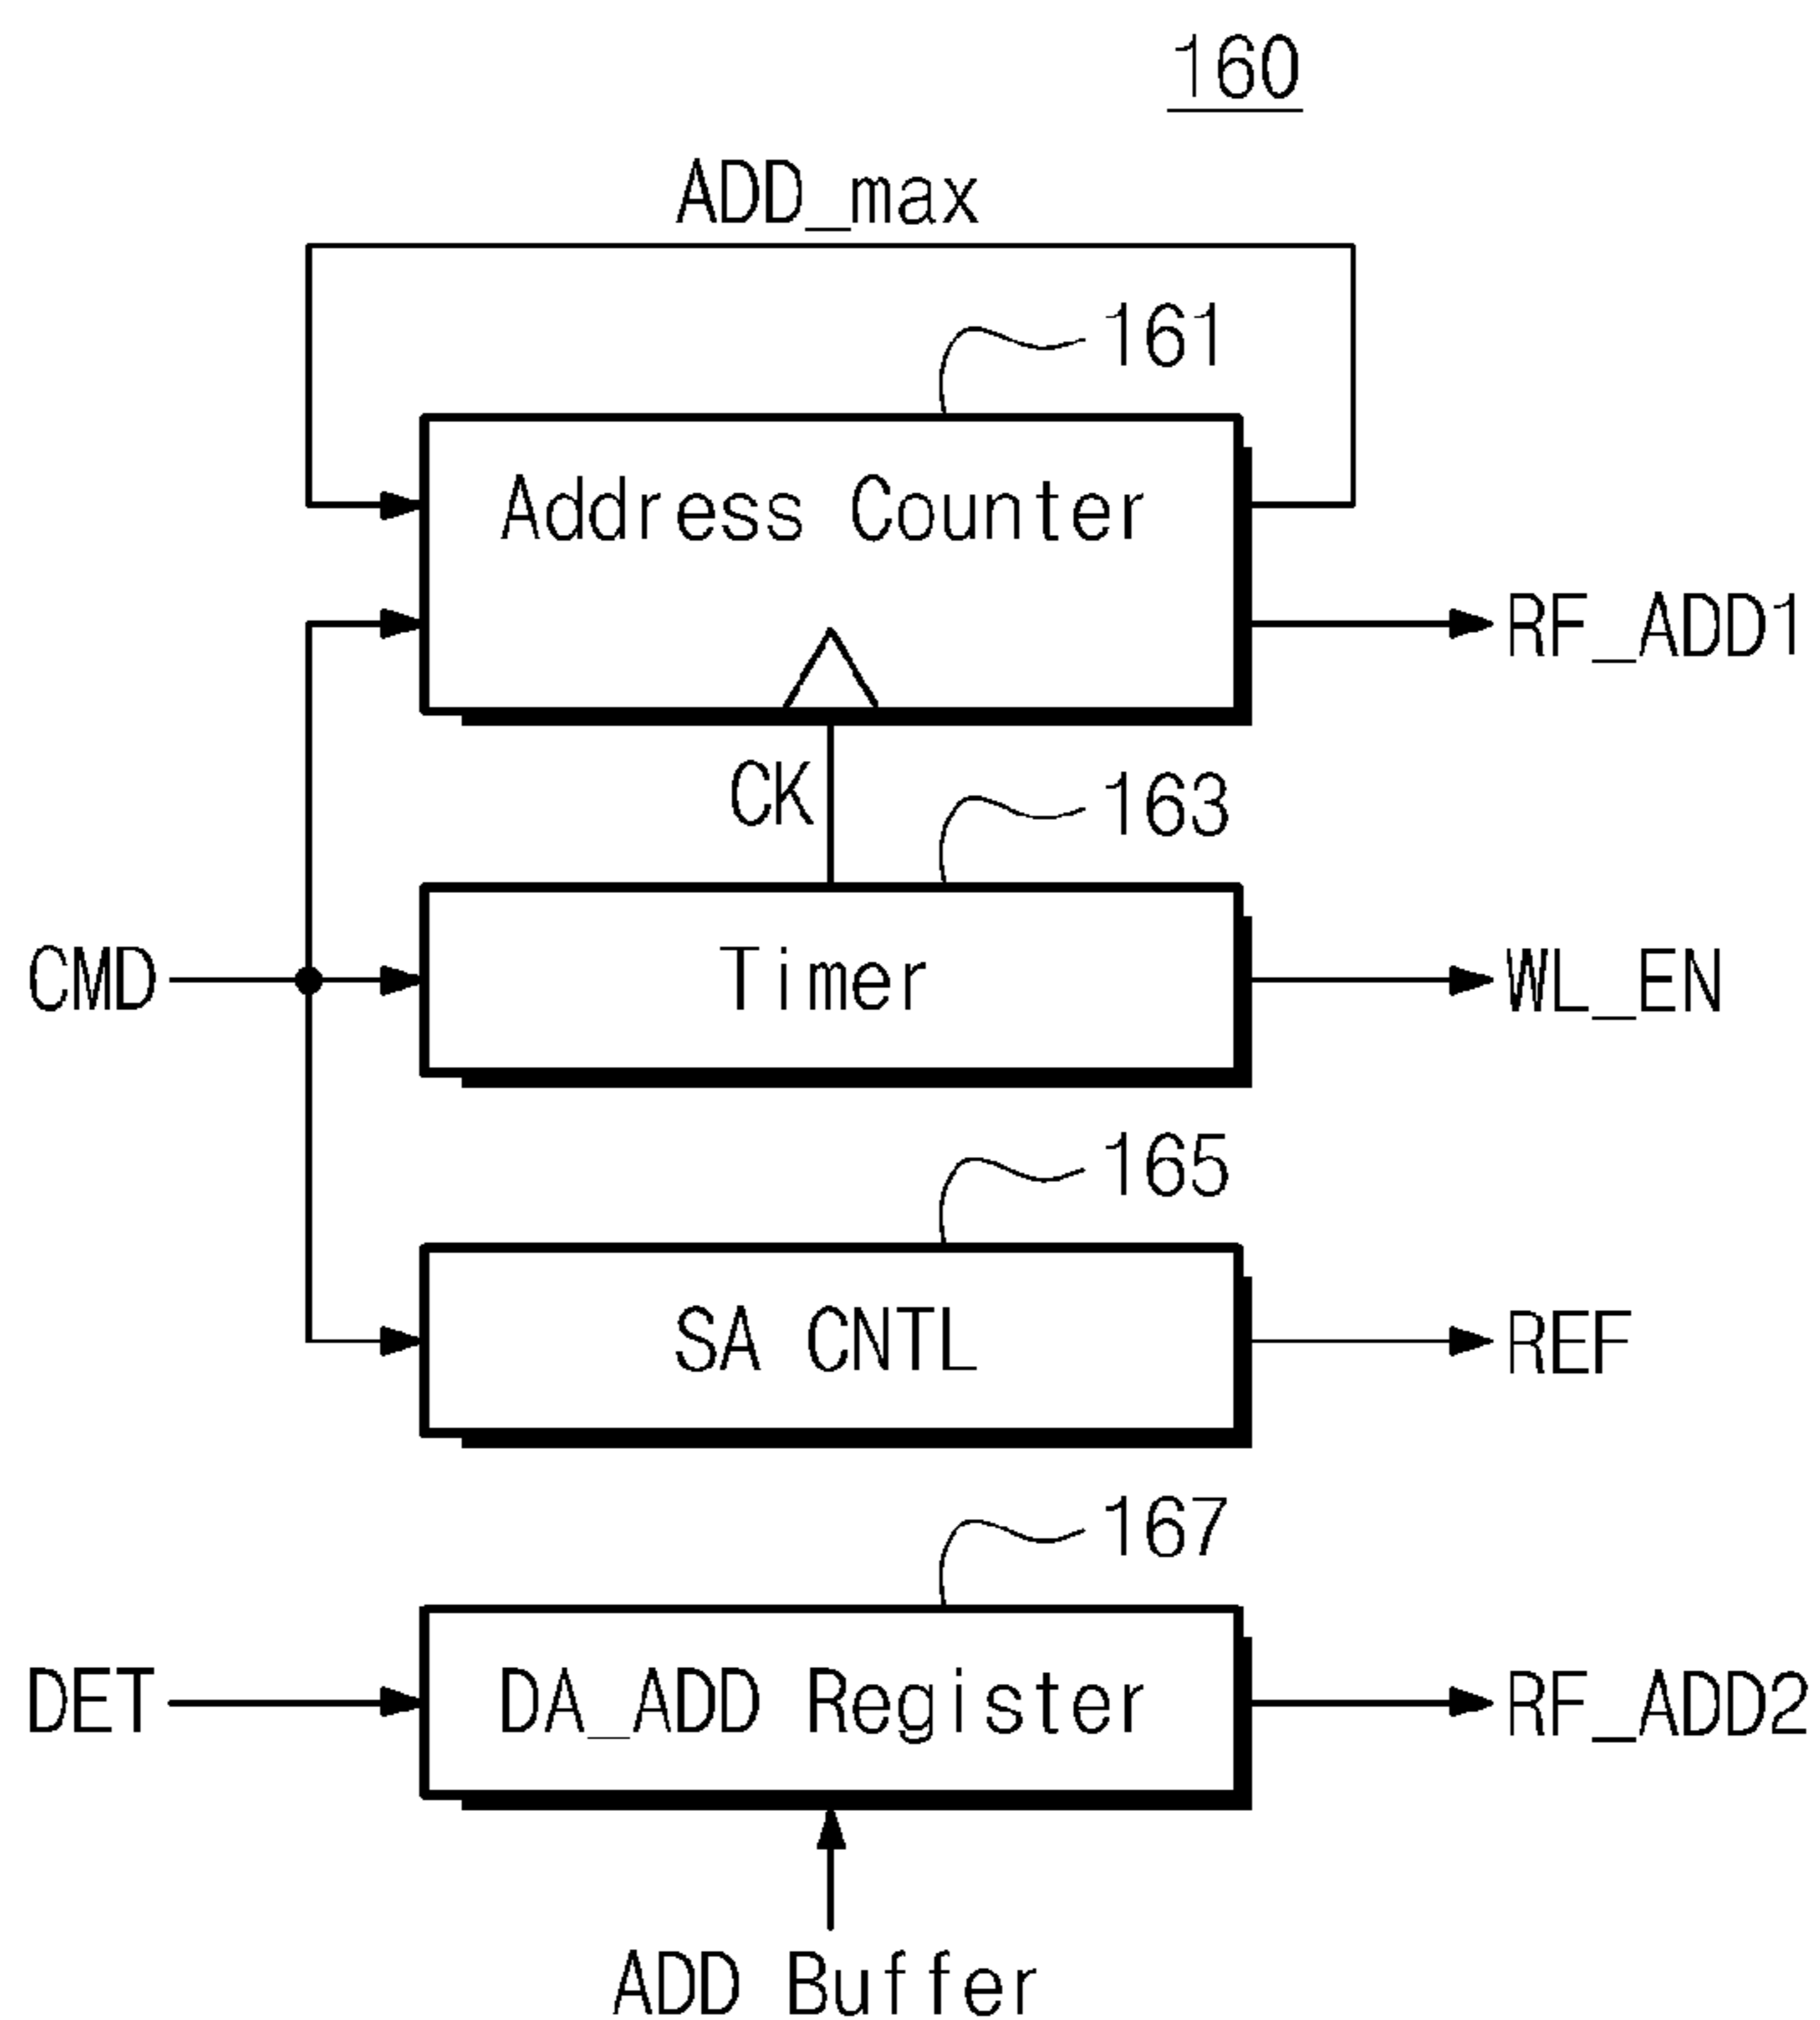 160
ADD_max
161
Address Counter
RF_ADD1
CK
163
CMD
Timer
WL_EN
165
SA CNTL
REF
167
DET
DA_ADD Register
RF_ADD2
ADD Buffer